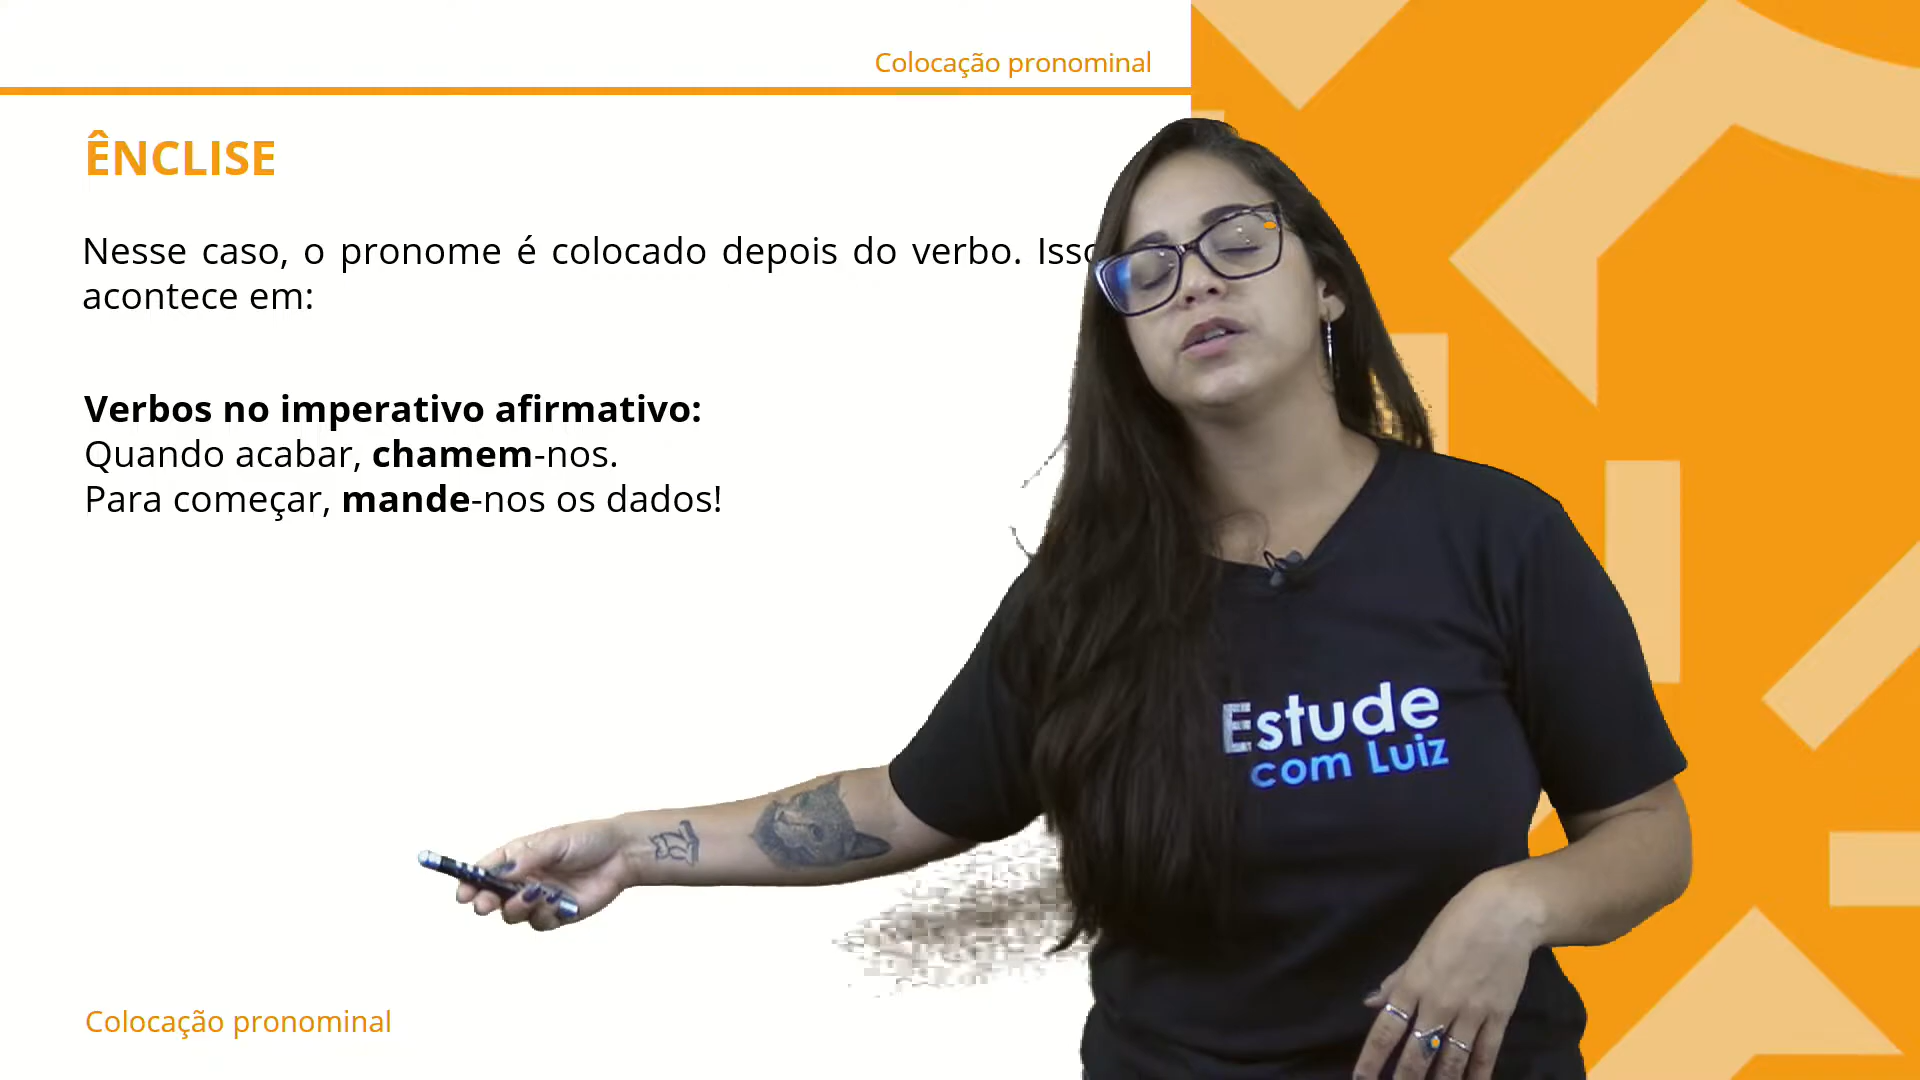 Colocação pronominal
ÊNCLISE
Nesse caso, o pronome é colocado depois do verbo. Isso
acontece em:
Verbos no imperativo afirmativo:
Quando acabar, chamem-nos.
Para começar, mande-nos os dados!
Estude
com Luiz
Colocação pronominal